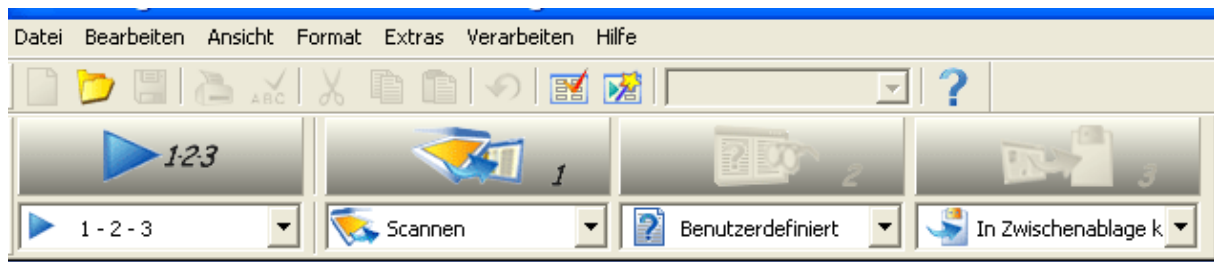 Datei Bearbeiten Ansicht Format Extras Verarbeiten Hilfe
ABC
1-2-3 1 2 3
1 - 2 - 3 Scannen Benutzerdefiniert In Zwischenablage k